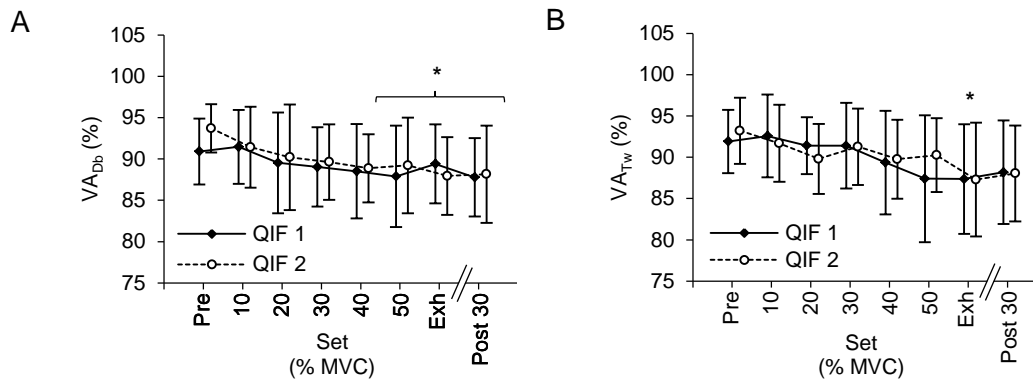 A
105
100
95
90
85
80
75
VA_Db (%)
*
QIF 1
QIF 2
Pre
10
20
30
40
50
Exh
Post 30
Set
(% MVC)
B
105
100
95
90
85
80
75
VA_Tw (%)
*
QIF 1
QIF 2
Pre
10
20
30
40
50
Exh
Post 30
Set
(% MVC)